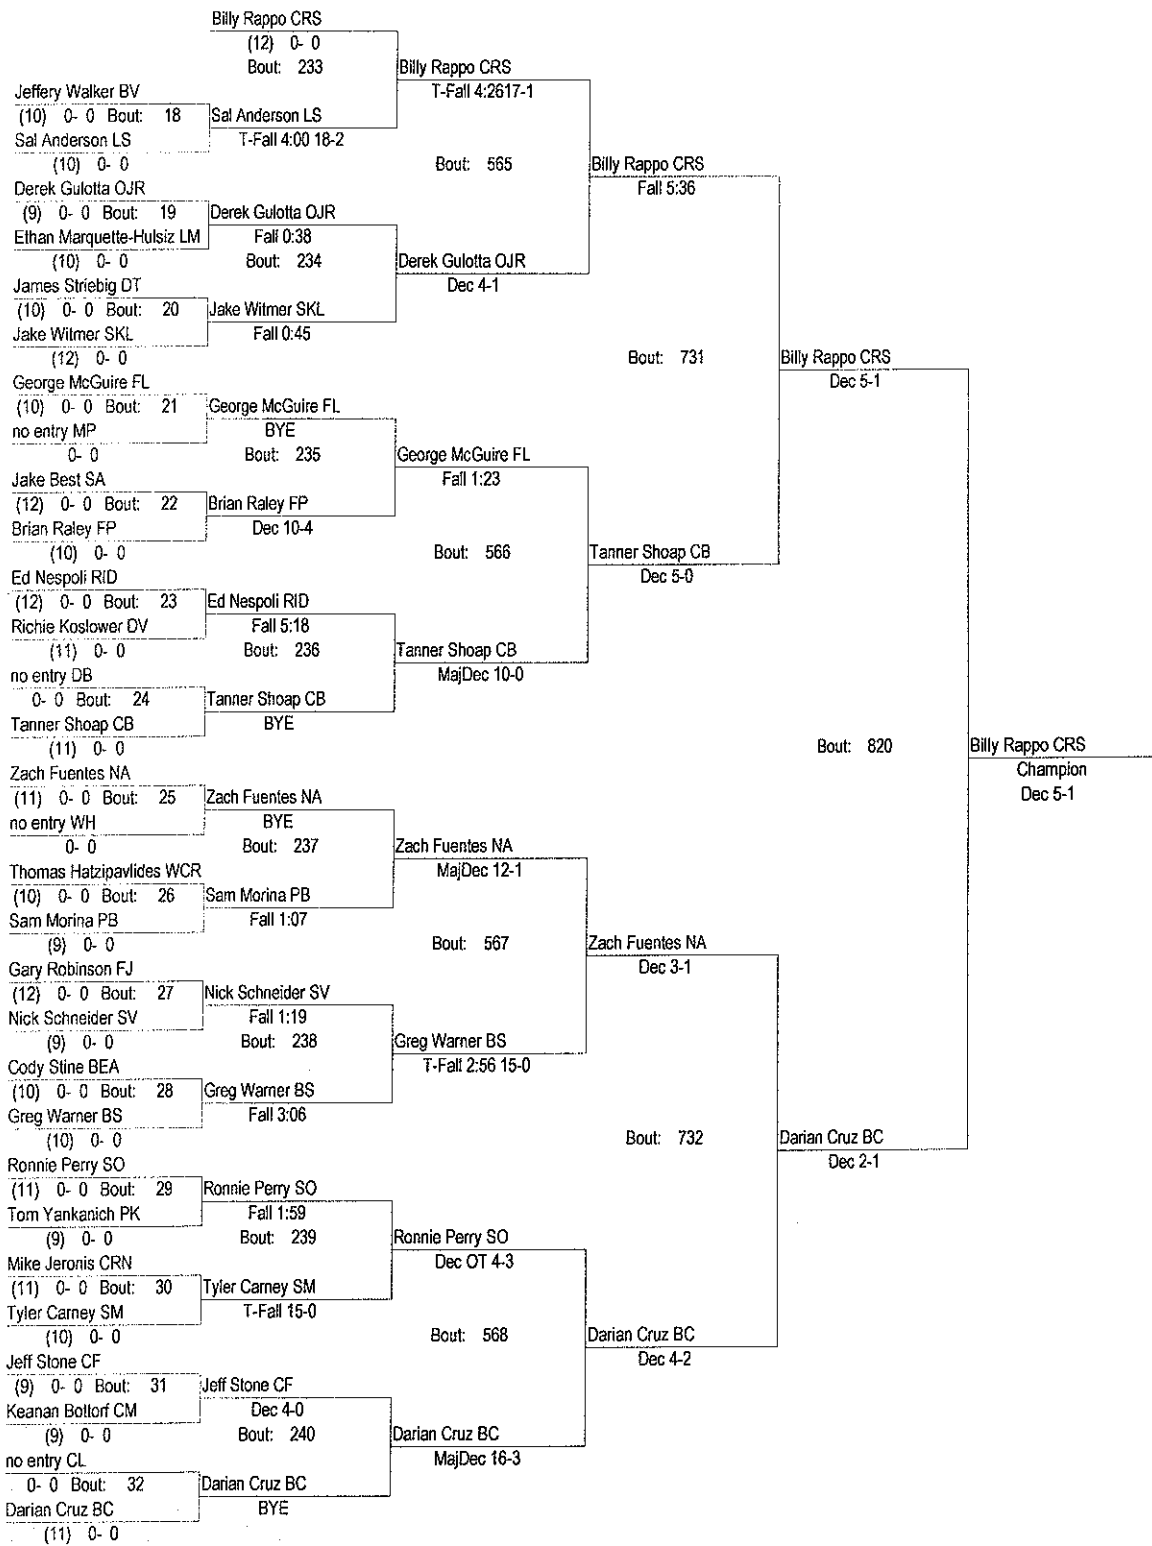 Billy Rappo CRS
(12) 0- 0
Bout: 233
Billy Rappo CRS
T-Fall 4:2617-1
Jeffery Walker BV
(10) 0- 0 Bout: 18
Sal Anderson LS
Sal Anderson LS
T-Fall 4:00 18-2
(10) 0- 0
Bout: 565
Billy Rappo CRS
Fall 5:36
Derek Gulotta OJR
(9) 0- 0 Bout: 19
Derek Gulotta OJR
Ethan Marquette-Hulsiz LM
Fall 0:38
(10) 0- 0
Bout: 234
Derek Gulotta OJR
Dec 4-1
James Striebig DT
(10) 0- 0 Bout: 20
Jake Witmer SKL
Jake Witmer SKL
Fall 0:45
(12) 0- 0
Bout: 731
Billy Rappo CRS
Dec 5-1
George McGuire FL
(10) 0- 0 Bout: 21
George McGuire FL
no entry MP
BYE
0- 0
Bout: 235
George McGuire FL
Fall 1:23
Jake Best SA
(12) 0- 0 Bout: 22
Brian Raley FP
Brian Raley FP
Dec 10-4
(10) 0- 0
Bout: 566
Tanner Shoap CB
Dec 5-0
Ed Nespoli RID
(12) 0- 0 Bout: 23
Ed Nespoli RID
Richie Koslower DV
Fall 5:18
(11) 0- 0
Bout: 236
Tanner Shoap CB
MajDec 10-0
no entry DB
0- 0 Bout: 24
Tanner Shoap CB
Tanner Shoap CB
BYE
(11) 0- 0
Bout: 820
Billy Rappo CRS
Champion
Dec 5-1
Zach Fuentes NA
(11) 0- 0 Bout: 25
Zach Fuentes NA
no entry WH
BYE
0- 0
Bout: 237
Zach Fuentes NA
MajDec 12-1
Thomas Hatzipavlides WCR
(10) 0- 0 Bout: 26
Sam Morina PB
Sam Morina PB
Fall 1:07
(9) 0- 0
Bout: 567
Zach Fuentes NA
Dec 3-1
Gary Robinson FJ
(12) 0- 0 Bout: 27
Nick Schneider SV
Nick Schneider SV
Fall 1:19
(9) 0- 0
Bout: 238
Greg Warner BS
T-Fall 2:56 15-0
Cody Stine BEA
(10) 0- 0 Bout: 28
Greg Warner BS
Greg Warner BS
Fall 3:06
(10) 0- 0
Bout: 732
Darian Cruz BC
Dec 2-1
Ronnie Perry SO
(11) 0- 0 Bout: 29
Ronnie Perry SO
Tom Yankanich PK
Fall 1:59
(9) 0- 0
Bout: 239
Ronnie Perry SO
Dec OT 4-3
Mike Jeronis CRN
(11) 0- 0 Bout: 30
Tyler Carney SM
Tyler Carney SM
T-Fall 15-0
(10) 0- 0
Bout: 568
Darian Cruz BC
Dec 4-2
Jeff Stone CF
(9) 0- 0 Bout: 31
Jeff Stone CF
Keanan Bottorf CM
Dec 4-0
(9) 0- 0
Bout: 240
Darian Cruz BC
MajDec 16-3
no entry CL
0- 0 Bout: 32
Darian Cruz BC
Darian Cruz BC
BYE
(11) 0- 0